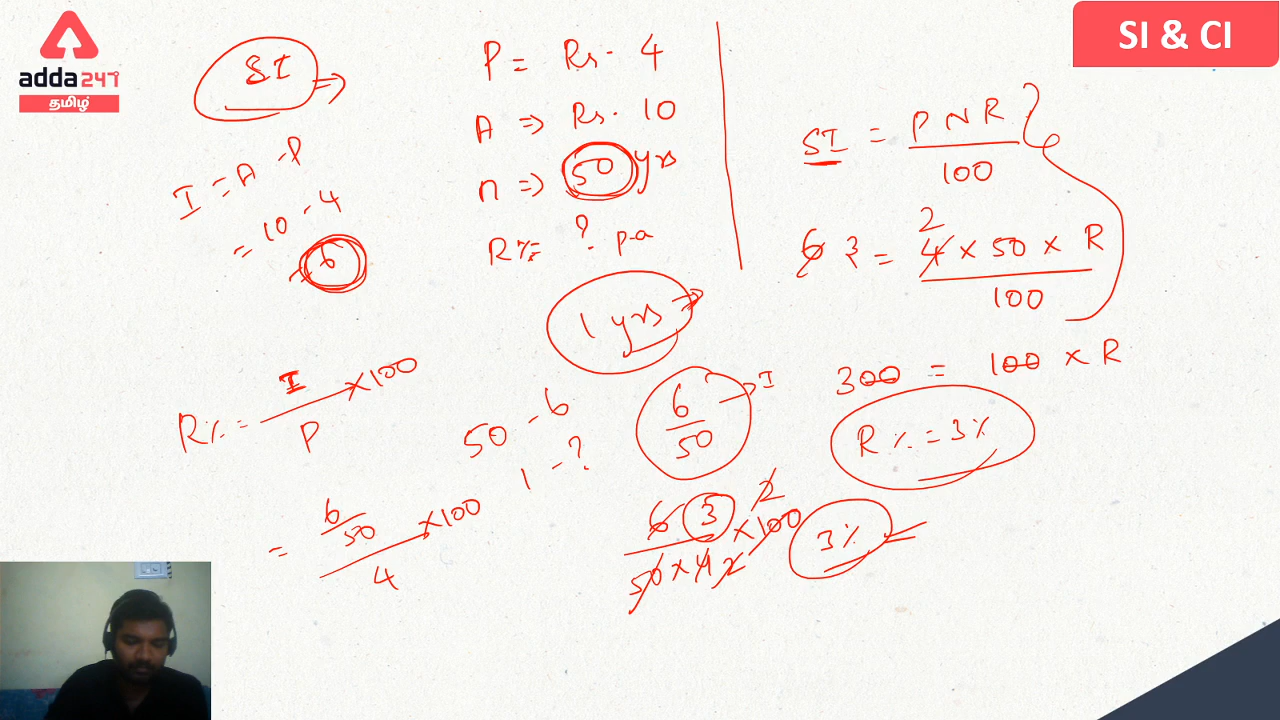 SI & CI
adda247
தமிழ்
SI →
P = Rs. 4
A ⇒ Rs. 10
n ⇒ 50 yrs
R% = ? p.a
I = A - P
= 10 - 4
= 6
1 yrs →
R% = I/P × 100
50 - 6
1 - ?
6/50 → I
= 6/50 / 4 × 100
6 3 / 50 × 4 2 × 100 2
3%
SI = P N R / 100
6 3 = 2 4 × 50 × R / 100
300 = 100 × R
R% = 3%